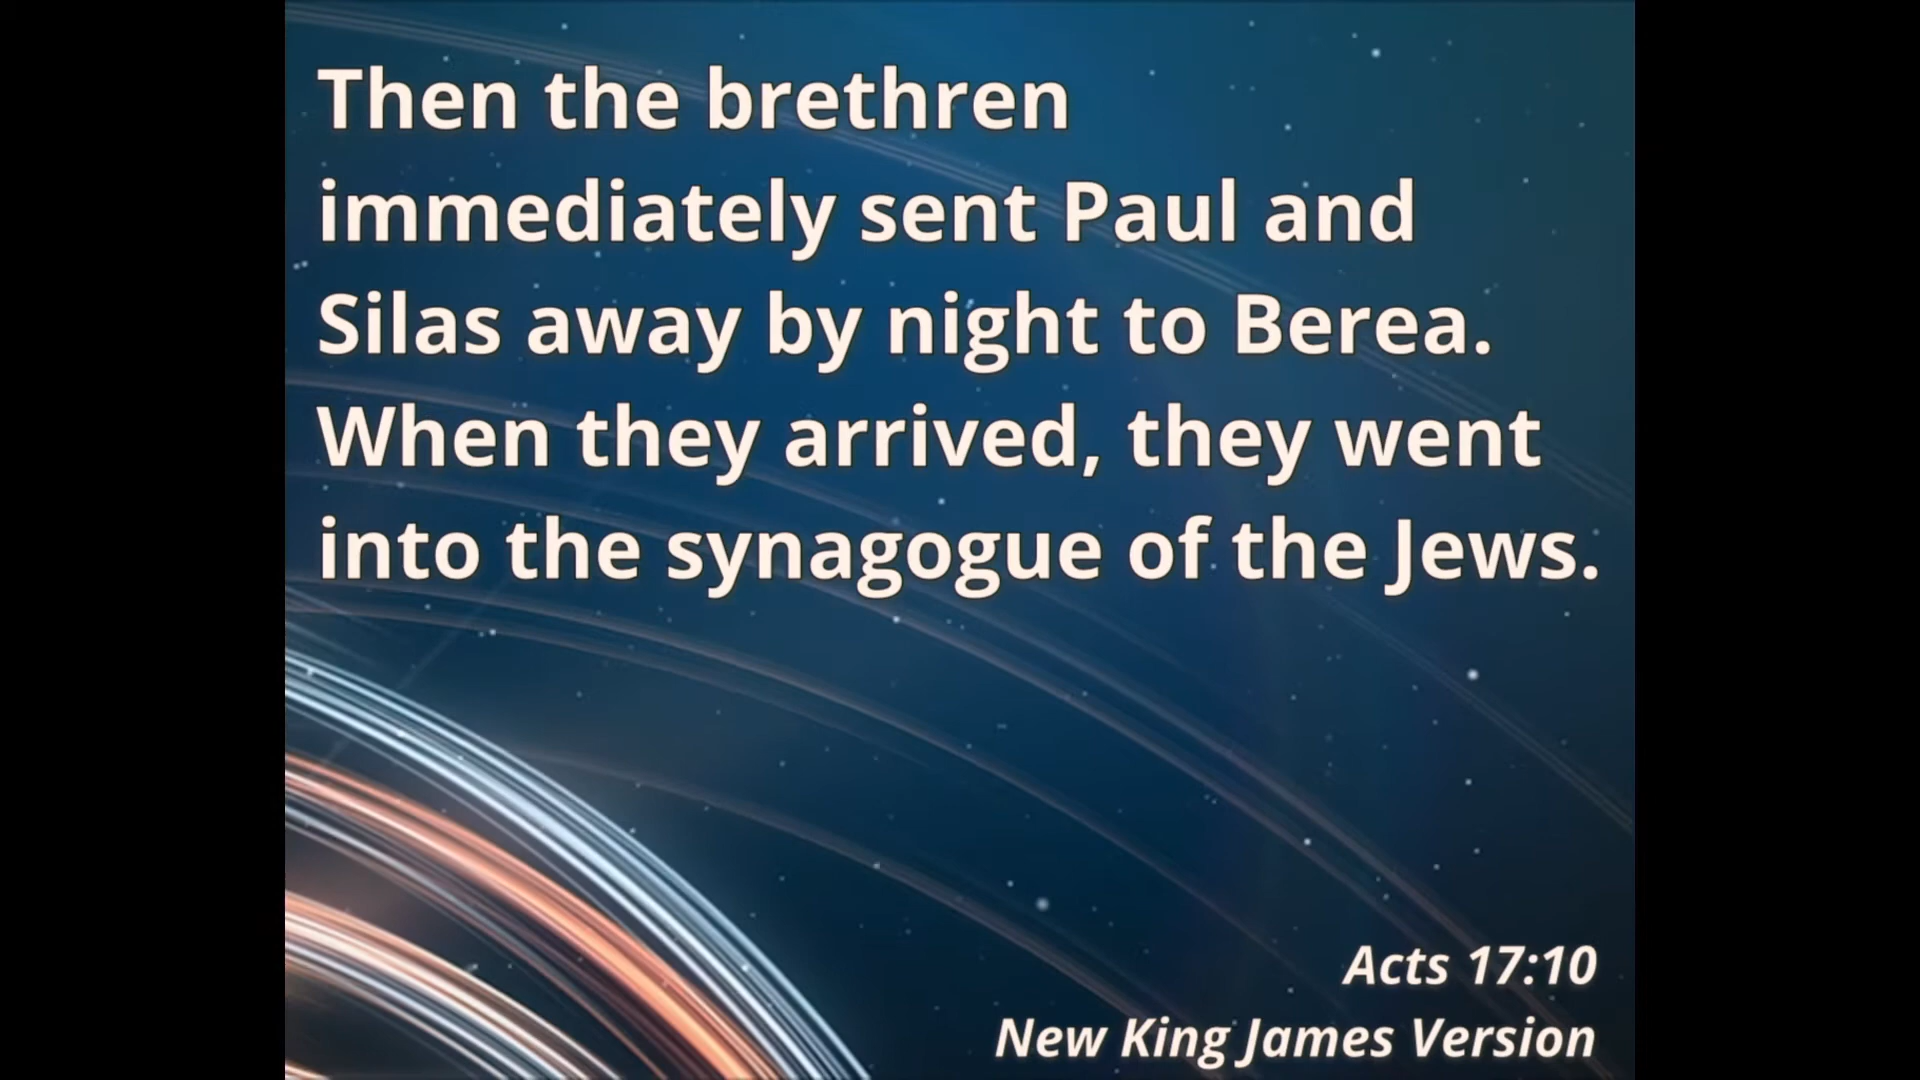 Then the brethren
immediately sent Paul and
Silas away by night to Berea.
When they arrived, they went
into the synagogue of the Jews.
Acts 17:10
New King James Version